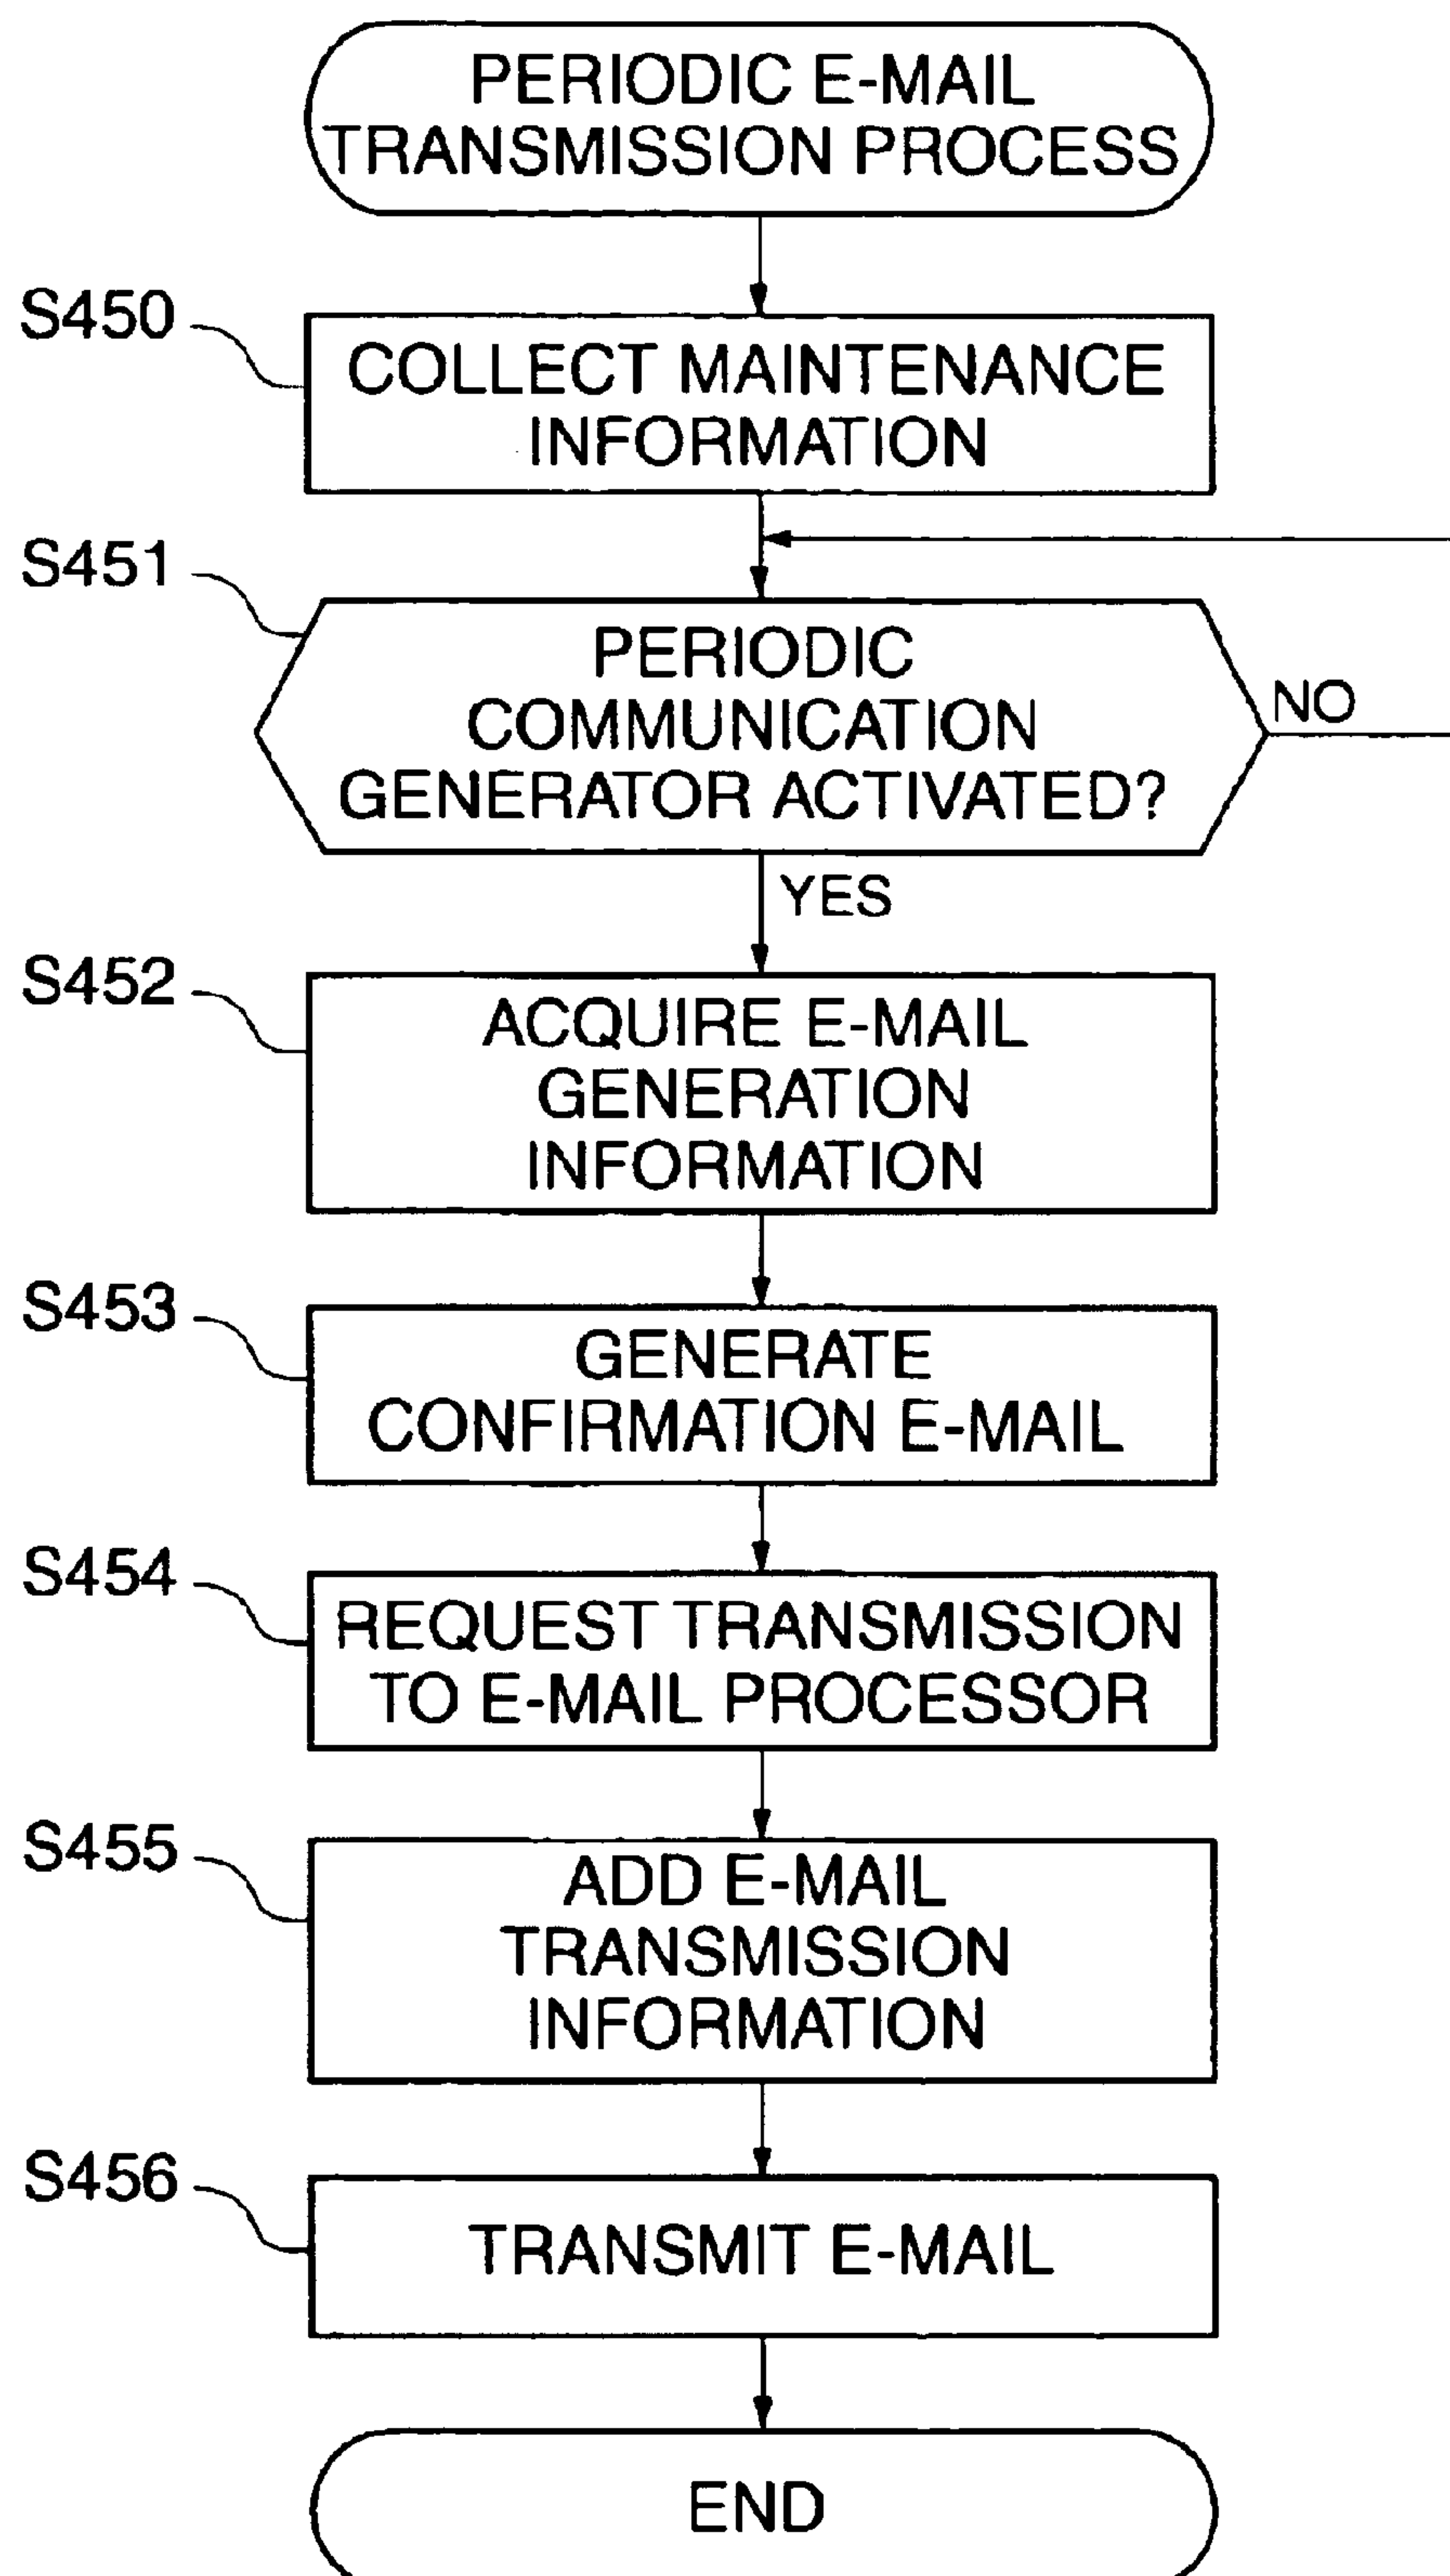 PERIODIC E-MAIL
TRANSMISSION PROCESS
S450
COLLECT MAINTENANCE
INFORMATION
S451
PERIODIC
COMMUNICATION
GENERATOR ACTIVATED?
NO
YES
S452
ACQUIRE E-MAIL
GENERATION
INFORMATION
S453
GENERATE
CONFIRMATION E-MAIL
S454
REQUEST TRANSMISSION
TO E-MAIL PROCESSOR
S455
ADD E-MAIL
TRANSMISSION
INFORMATION
S456
TRANSMIT E-MAIL
END